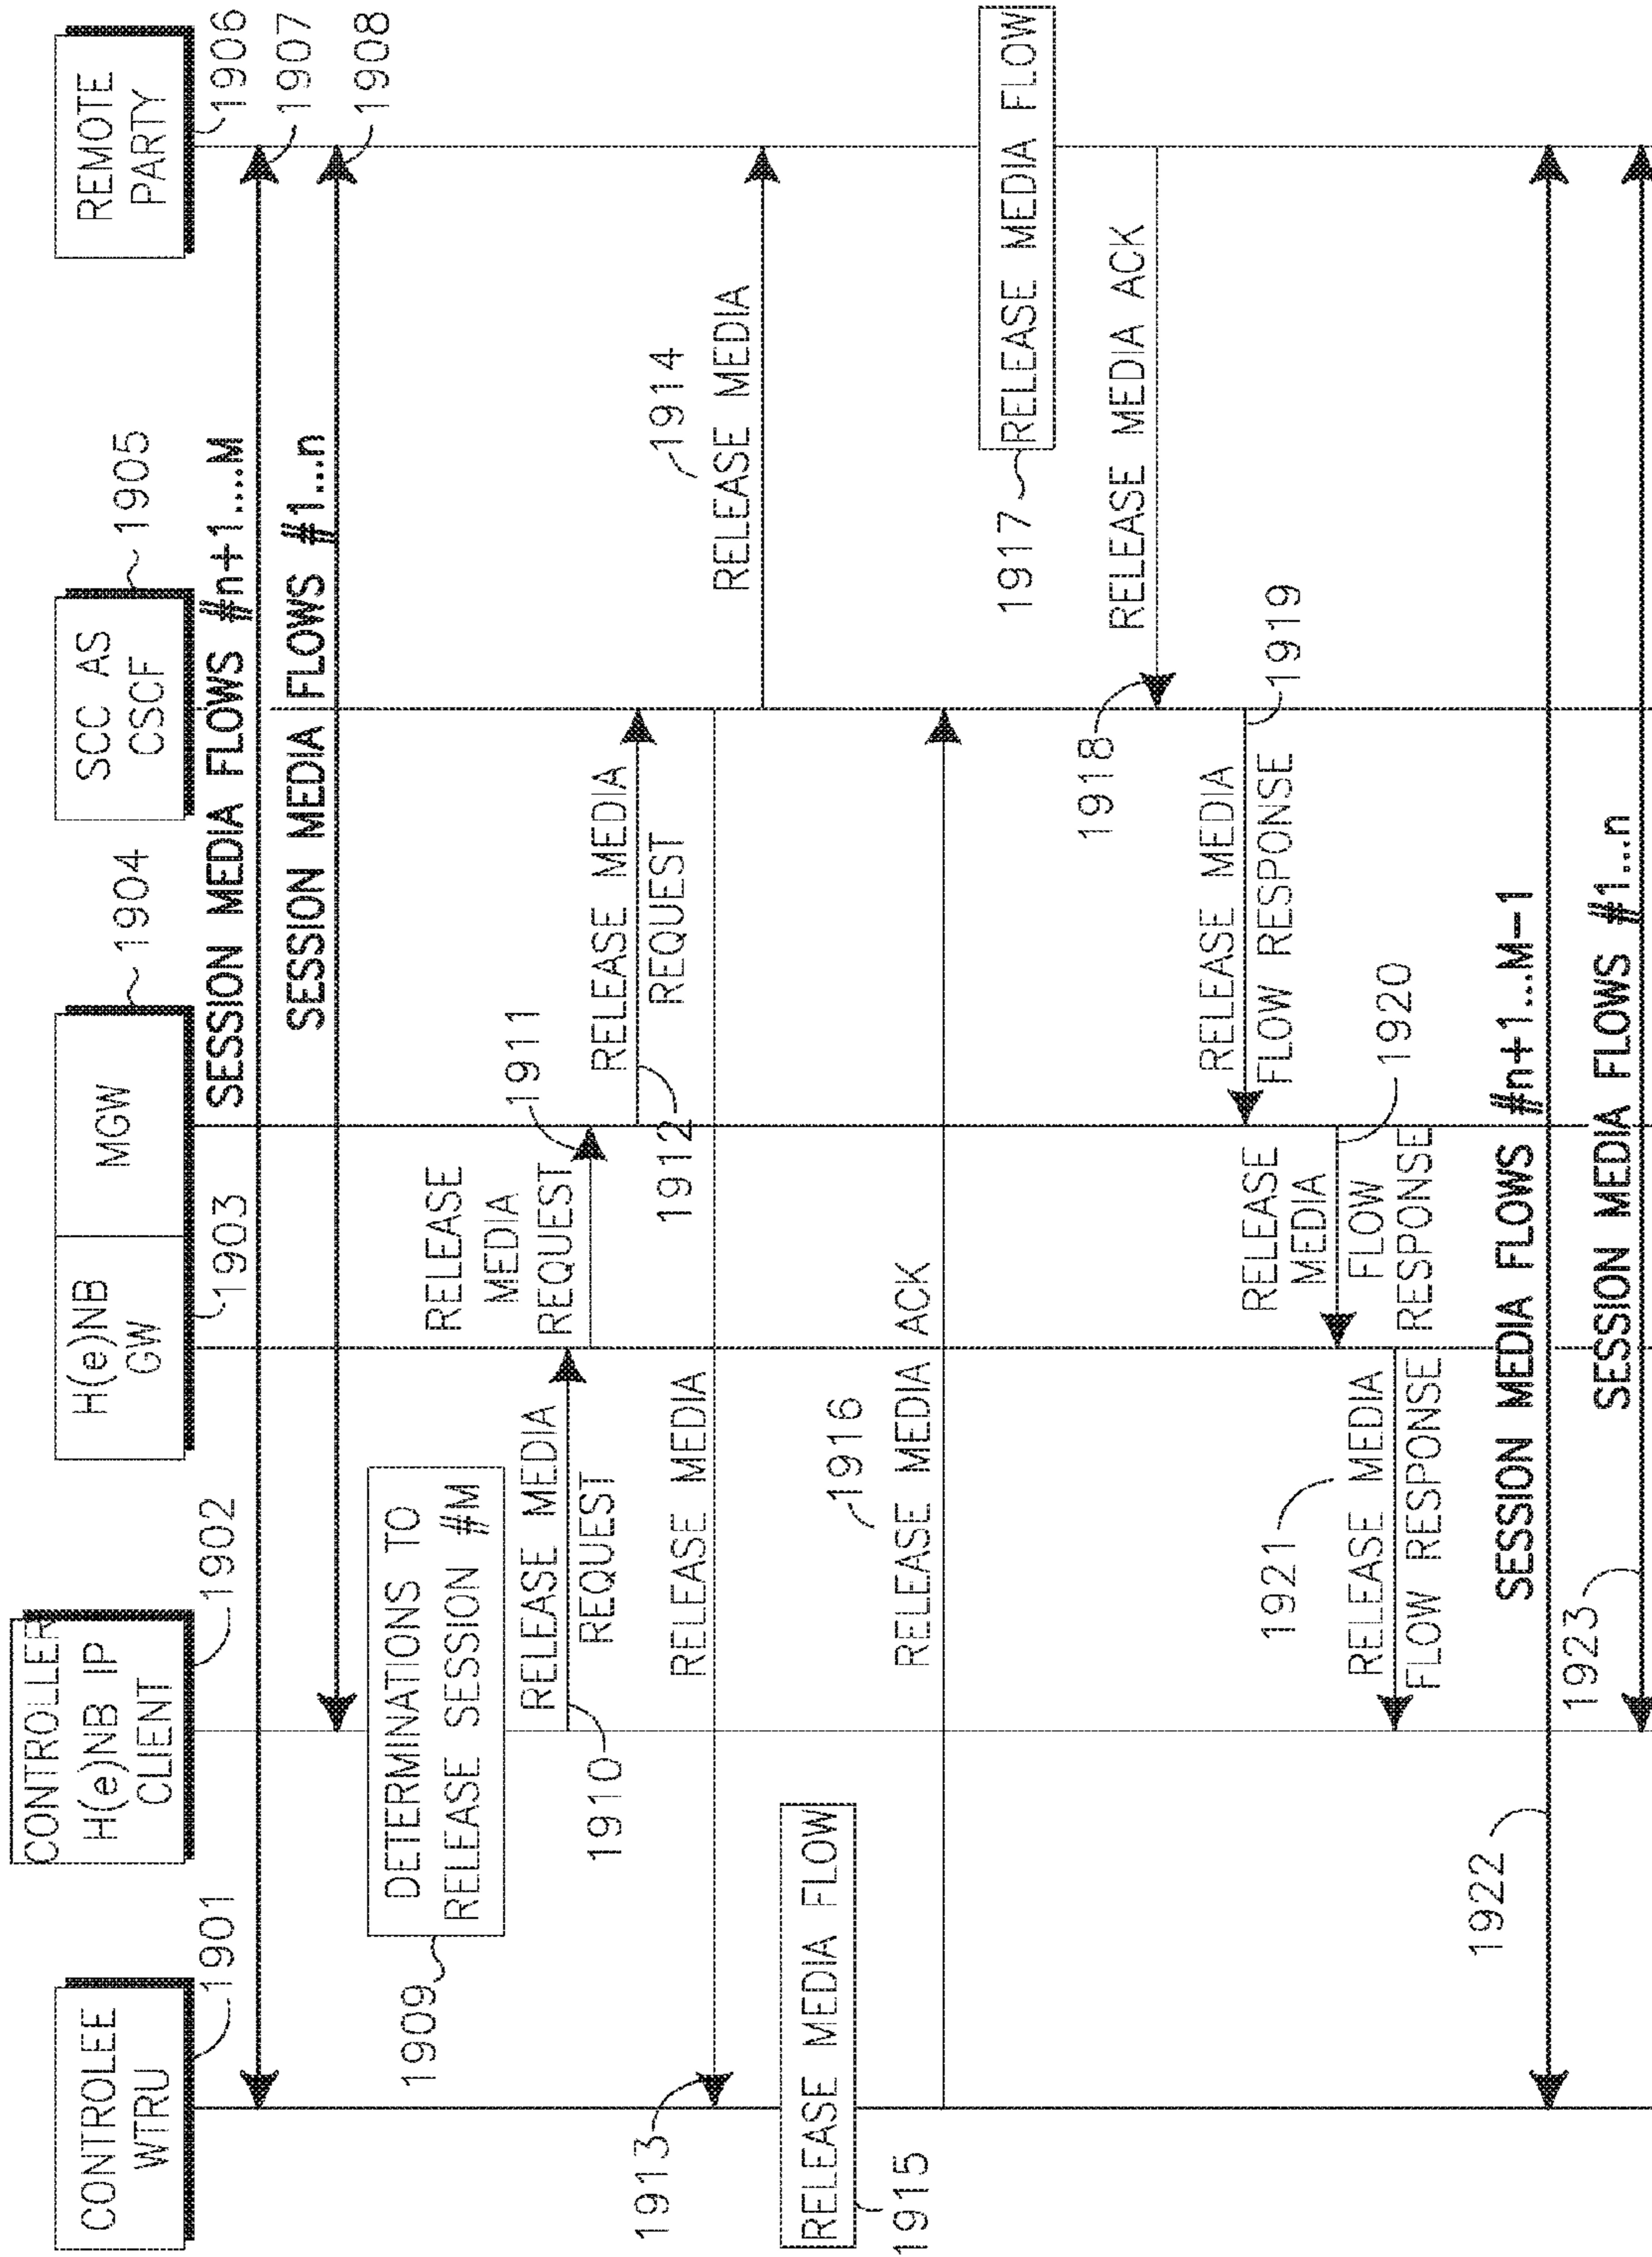 CONTROLEE
WTRU
1901
CONTROLLER
H(e)NB IP
CLIENT
1902
H(e)NB
GW
1903
MGW
1904
SCC AS
CSCF
1905
REMOTE
PARTY
1906
SESSION MEDIA FLOWS #n+1....M
1907
SESSION MEDIA FLOWS #1...n
1908
1909
DETERMINATIONS TO
RELEASE SESSION #M
RELEASE MEDIA
REQUEST
1910
RELEASE
MEDIA
REQUEST
1911
RELEASE MEDIA
REQUEST
1912
1913
RELEASE MEDIA
1914
RELEASE MEDIA
RELEASE MEDIA FLOW
1915
1916
RELEASE MEDIA ACK
1917
RELEASE MEDIA FLOW
RELEASE MEDIA ACK
1918
RELEASE MEDIA
FLOW RESPONSE
1919
RELEASE
MEDIA
FLOW
RESPONSE
1920
1921
RELEASE MEDIA
FLOW RESPONSE
SESSION MEDIA FLOWS #n+1...M-1
1922
SESSION MEDIA FLOWS #1...n
1923